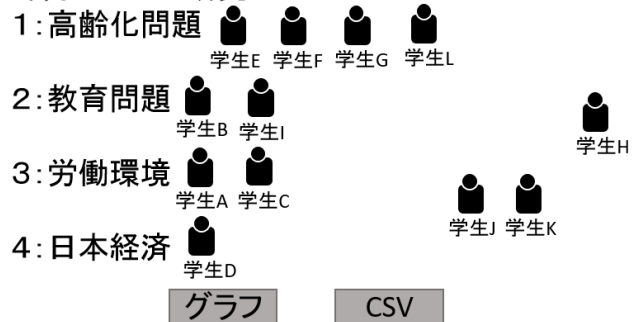 1:高齢化問題
学生E 学生F 学生G 学生L
2:教育問題
学生B 学生I
学生H
3:労働環境
学生A 学生C
学生J 学生K
4:日本経済
学生D
グラフ CSV